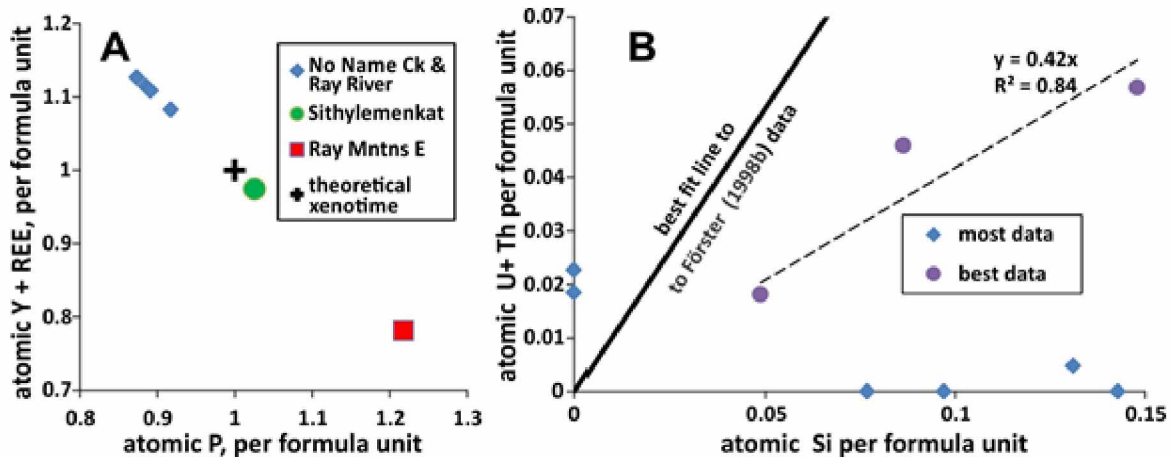 A
atomic Y + REE, per formula unit
1.2
1.1
1
0.9
0.8
0.7
No Name Ck &
Ray River
Sithylemenkat
Ray Mntns E
theoretical
xenotime
0.8
0.9
1
1.1
1.2
1.3
atomic P, per formula unit
B
atomic U+ Th per formula unit
0.07
0.06
0.05
0.04
0.03
0.02
0.01
0
best fit line to
to Förster (1998b) data
y = 0.42x
R² = 0.84
most data
best data
0
0.05
0.1
0.15
atomic Si per formula unit